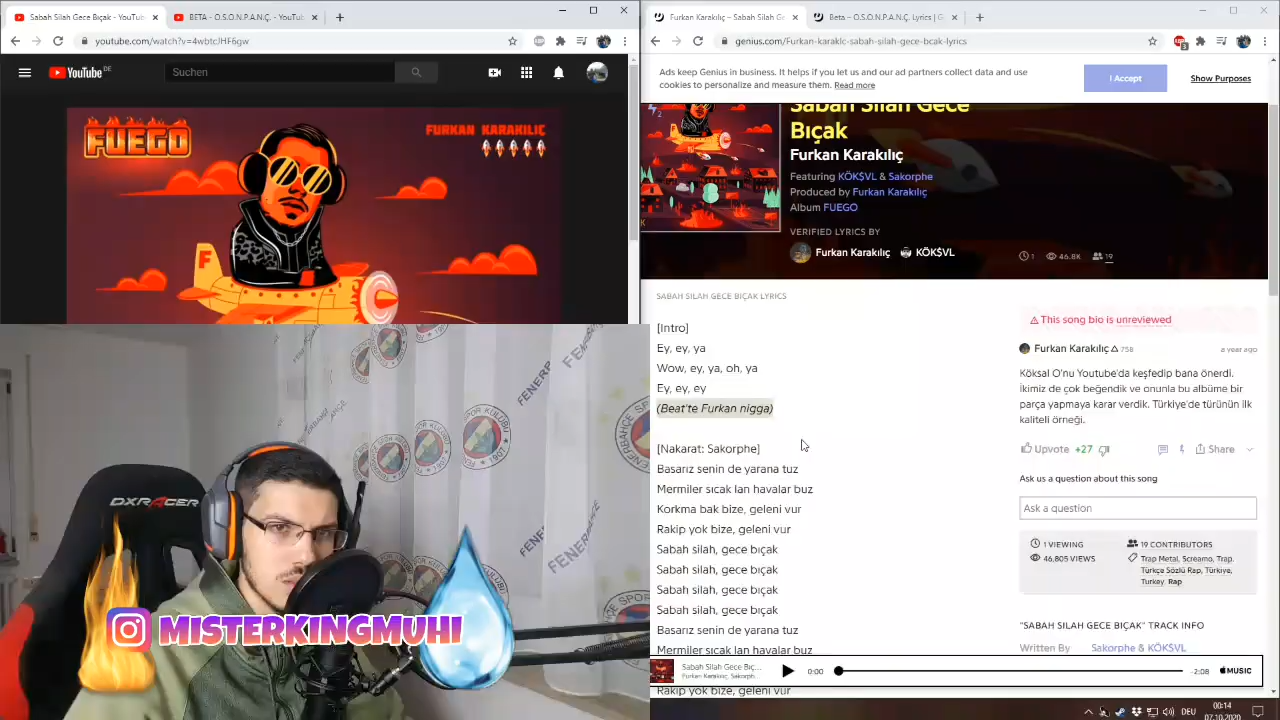 Sabah Silah Gece Bıçak - YouTub
BETA - O.S.O.N.P.A.N.Ç. - YouTub
youtube.com/watch?v=4wbtcJHF6gw
YouTube DE
Suchen
FUEGO
FURKAN KARAKILIÇ
F
Furkan Karakılıç – Sabah Silah Ge
Beta – O.S.O.N.P.A.N.Ç. Lyrics | G
genius.com/Furkan-karaklc-sabah-silah-gece-bcak-lyrics
Ads keep Genius in business. It helps if you let us and our ad partners collect data and use
cookies to personalize and measure them. Read more
I Accept
Show Purposes
Sabah Silah Gece
Bıçak
Furkan Karakılıç
Featuring KÖK$VL & Sakorphe
Produced by Furkan Karakılıç
Album FUEGO
VERIFIED LYRICS BY
Furkan Karakılıç
KÖK$VL
1
46.8K
19
SABAH SILAH GECE BIÇAK LYRICS
[Intro]
Ey, ey, ya
Wow, ey, ya, oh, ya
Ey, ey, ey
(Beat'te Furkan nigga)
[Nakarat: Sakorphe]
Basarız senin de yarana tuz
Mermiler sıcak lan havalar buz
Korkma bak bize, geleni vur
Rakip yok bize, geleni vur
Sabah silah, gece bıçak
Sabah silah, gece bıçak
Sabah silah, gece bıçak
Sabah silah, gece bıçak
Basarız senin de yarana tuz
Mermiler sıcak lan havalar buz
Rakip yok bize, geleni vur
This song bio is unreviewed
Furkan Karakılıç 758
a year ago
Köksal O'nu Youtube'da keşfedip bana önerdi.
İkimiz de çok beğendik ve onunla bu albüme bir
parça yapmaya karar verdik. Türkiye'de türünün ilk
kaliteli örneği.
Upvote +27
Share
Ask us a question about this song
Ask a question
1 VIEWING
46,805 VIEWS
19 CONTRIBUTORS
Trap Metal, Screamo, Trap,
Türkçe Sözlü Rap, Türkiye,
Turkey, Rap
"SABAH SILAH GECE BIÇAK" TRACK INFO
Written By Sakorphe & KÖK$VL
Sabah Silah Gece Bıç...
Furkan Karakılıç, Sakorph...
0:00
-2:08
MUSIC
DEU
00:14
07.10.2020
DXRACER
MISTERKINGMUHI
FENERBAHÇE
SPOR KULÜBÜ